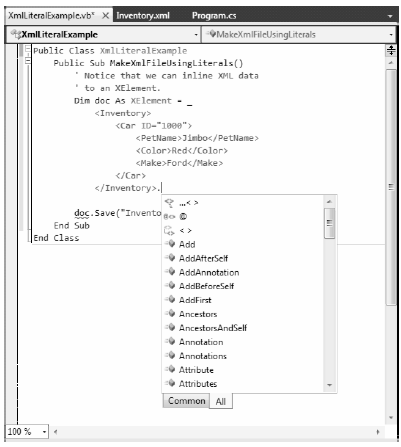 XmlLiteralExample.vb* X Inventory.xml Program.cs
XmlLiteralExample MakeXmlFileUsingLiterals
Public Class XmlLiteralExample
Public Sub MakeXmlFileUsingLiterals()
' Notice that we can inline XML data
' to an XElement.
Dim doc As XElement = _
<Inventory>
<Car ID="1000">
<PetName>Jimbo</PetName>
<Color>Red</Color>
<Make>Ford</Make>
</Car>
</Inventory>.
...< >
doc.Save("Invento @
< >
End Sub
End Class
Add
AddAfterSelf
AddAnnotation
AddBeforeSelf
AddFirst
Ancestors
AncestorsAndSelf
Annotation
Annotations
Attribute
Attributes
Common All
100 %